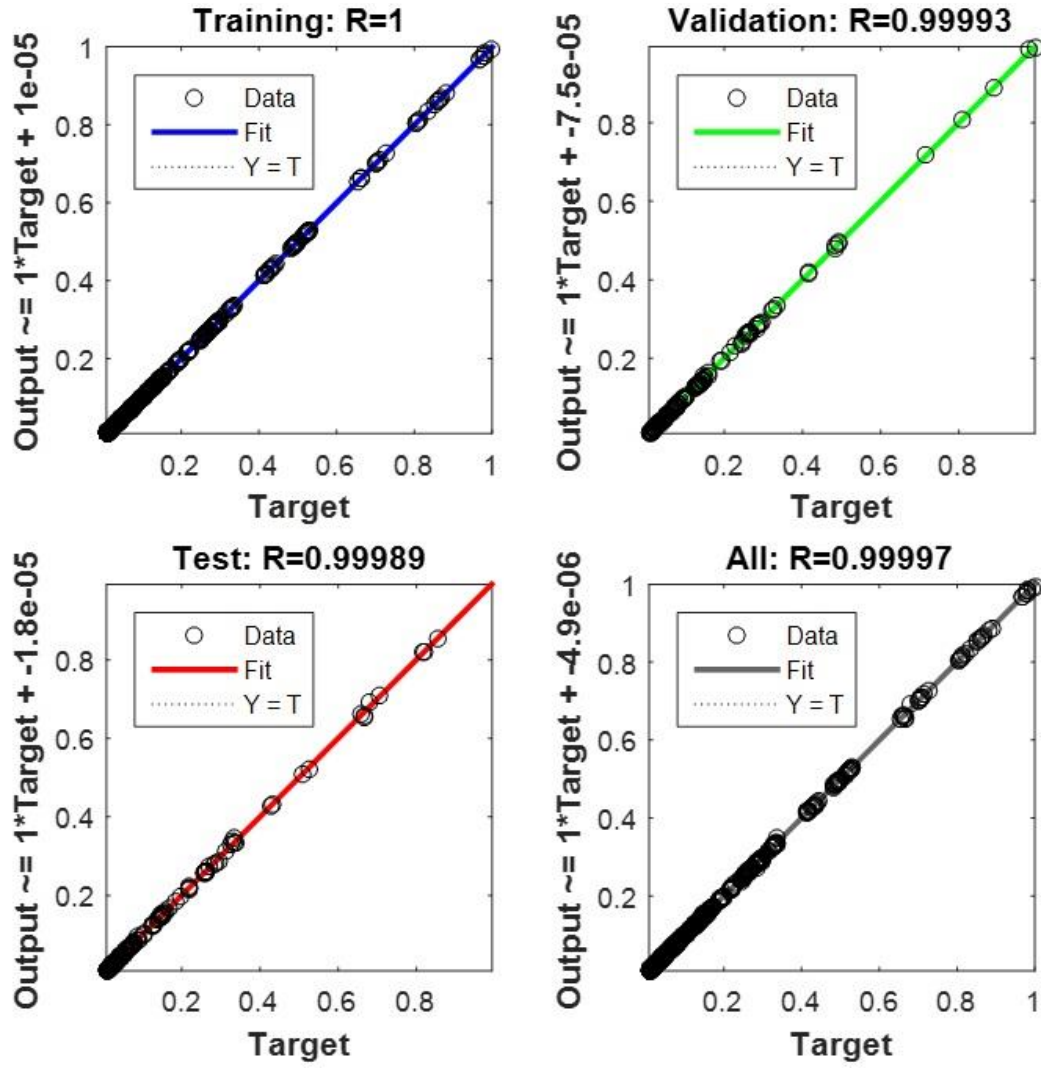 Training: R=1
Output ~= 1*Target + 1e-05
Data
Fit
Y = T
1
0.8
0.6
0.4
0.2
0.2 0.4 0.6 0.8 1
Target
Validation: R=0.99993
Output ~= 1*Target + -7.5e-05
Data
Fit
Y = T
1
0.8
0.6
0.4
0.2
0.2 0.4 0.6 0.8 1
Target
Test: R=0.99989
Output ~= 1*Target + -1.8e-05
Data
Fit
Y = T
0.8
0.6
0.4
0.2
0.2 0.4 0.6 0.8
Target
All: R=0.99997
Output ~= 1*Target + -4.9e-06
Data
Fit
Y = T
1
0.8
0.6
0.4
0.2
0.2 0.4 0.6 0.8 1
Target